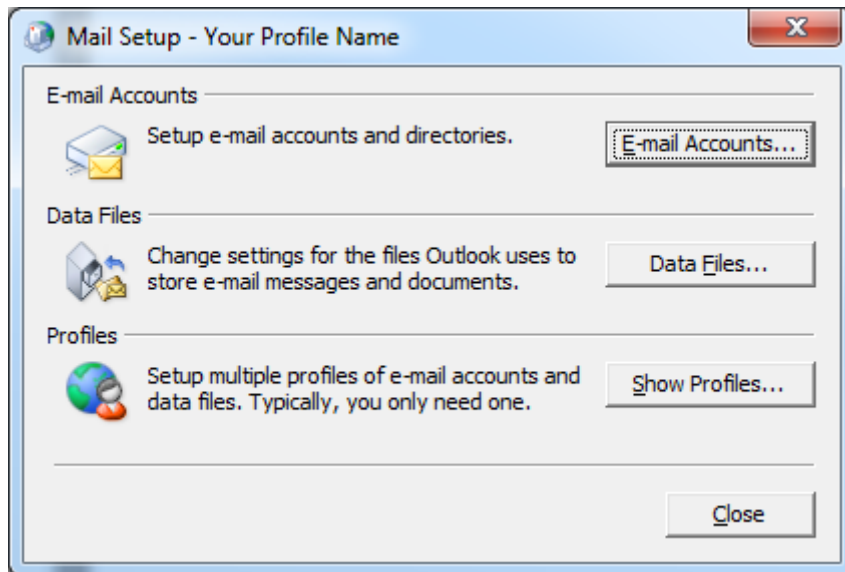 Mail Setup - Your Profile Name
E-mail Accounts
Setup e-mail accounts and directories.
E-mail Accounts...
Data Files
Change settings for the files Outlook uses to
store e-mail messages and documents.
Data Files...
Profiles
Setup multiple profiles of e-mail accounts and
data files. Typically, you only need one.
Show Profiles...
Close